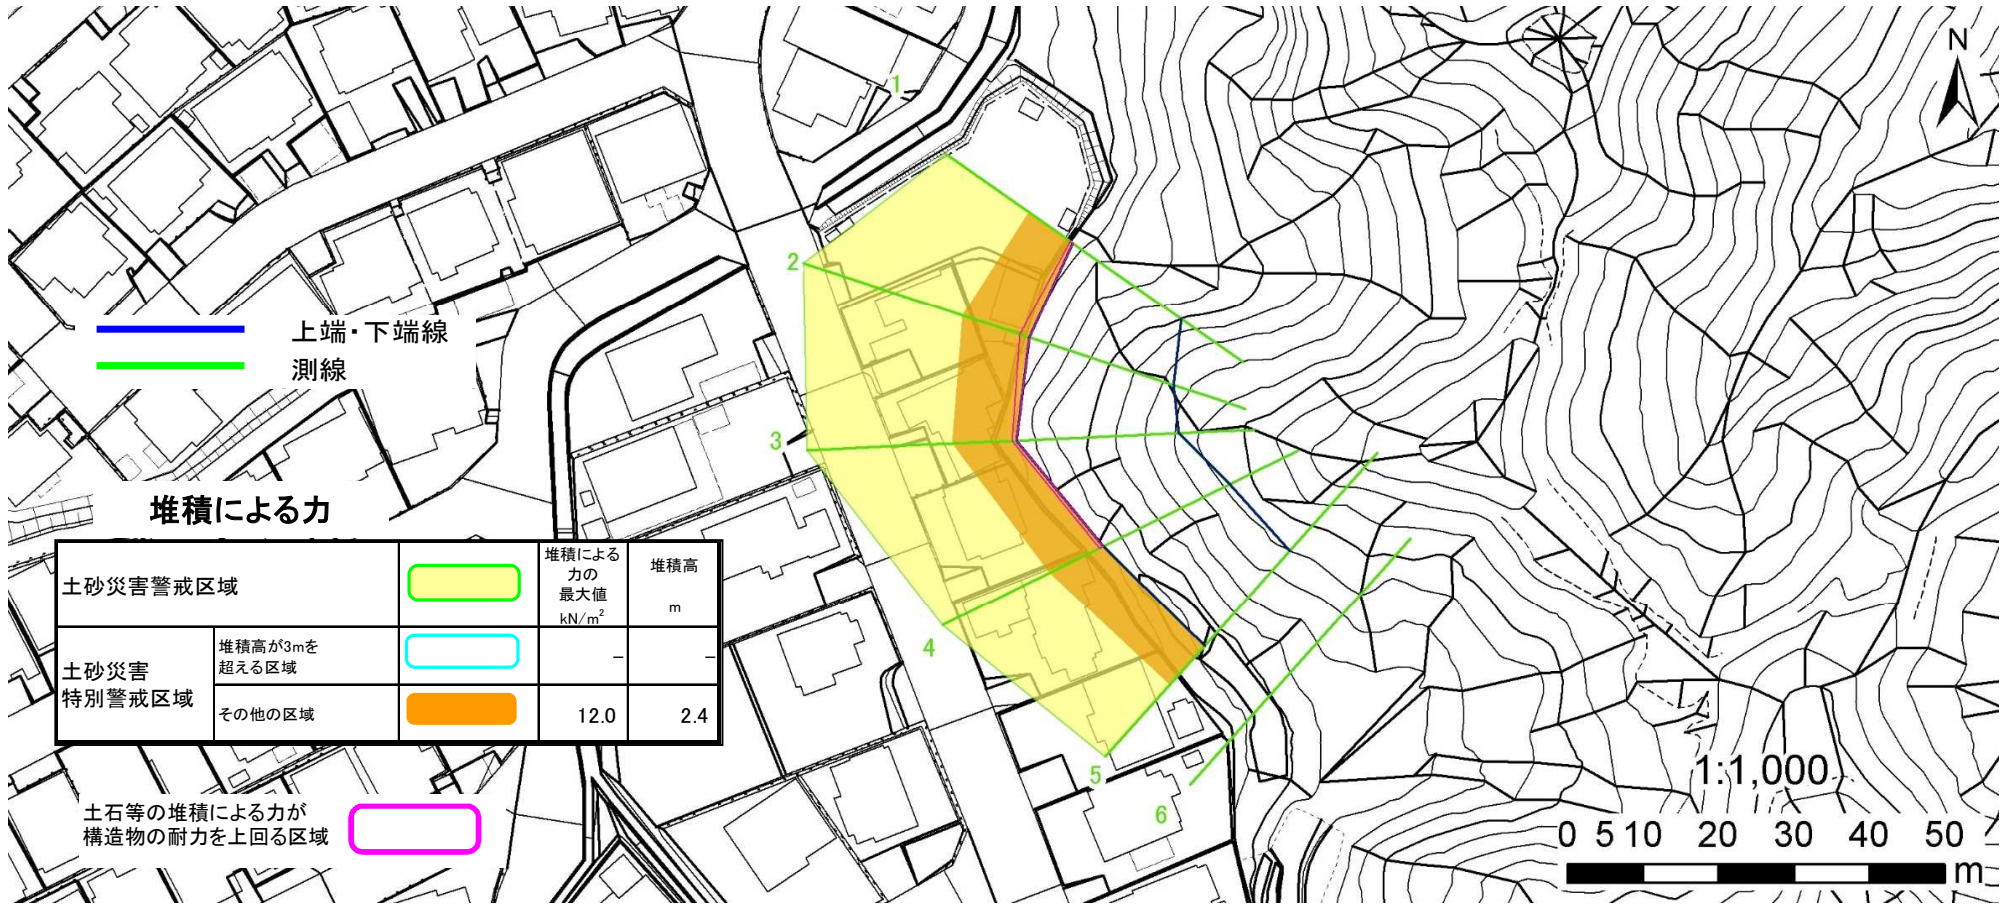 N
1
2
3
4
5
6
上端・下端線
測線
堆積による力
土砂災害警戒区域
堆積による
力の
最大値
kN/m²
堆積高
m
土砂災害
特別警戒区域
堆積高が3mを
超える区域
－
－
その他の区域
12.0
2.4
土石等の堆積による力が
構造物の耐力を上回る区域
1:1,000
0 5 10 20 30 40 50
m